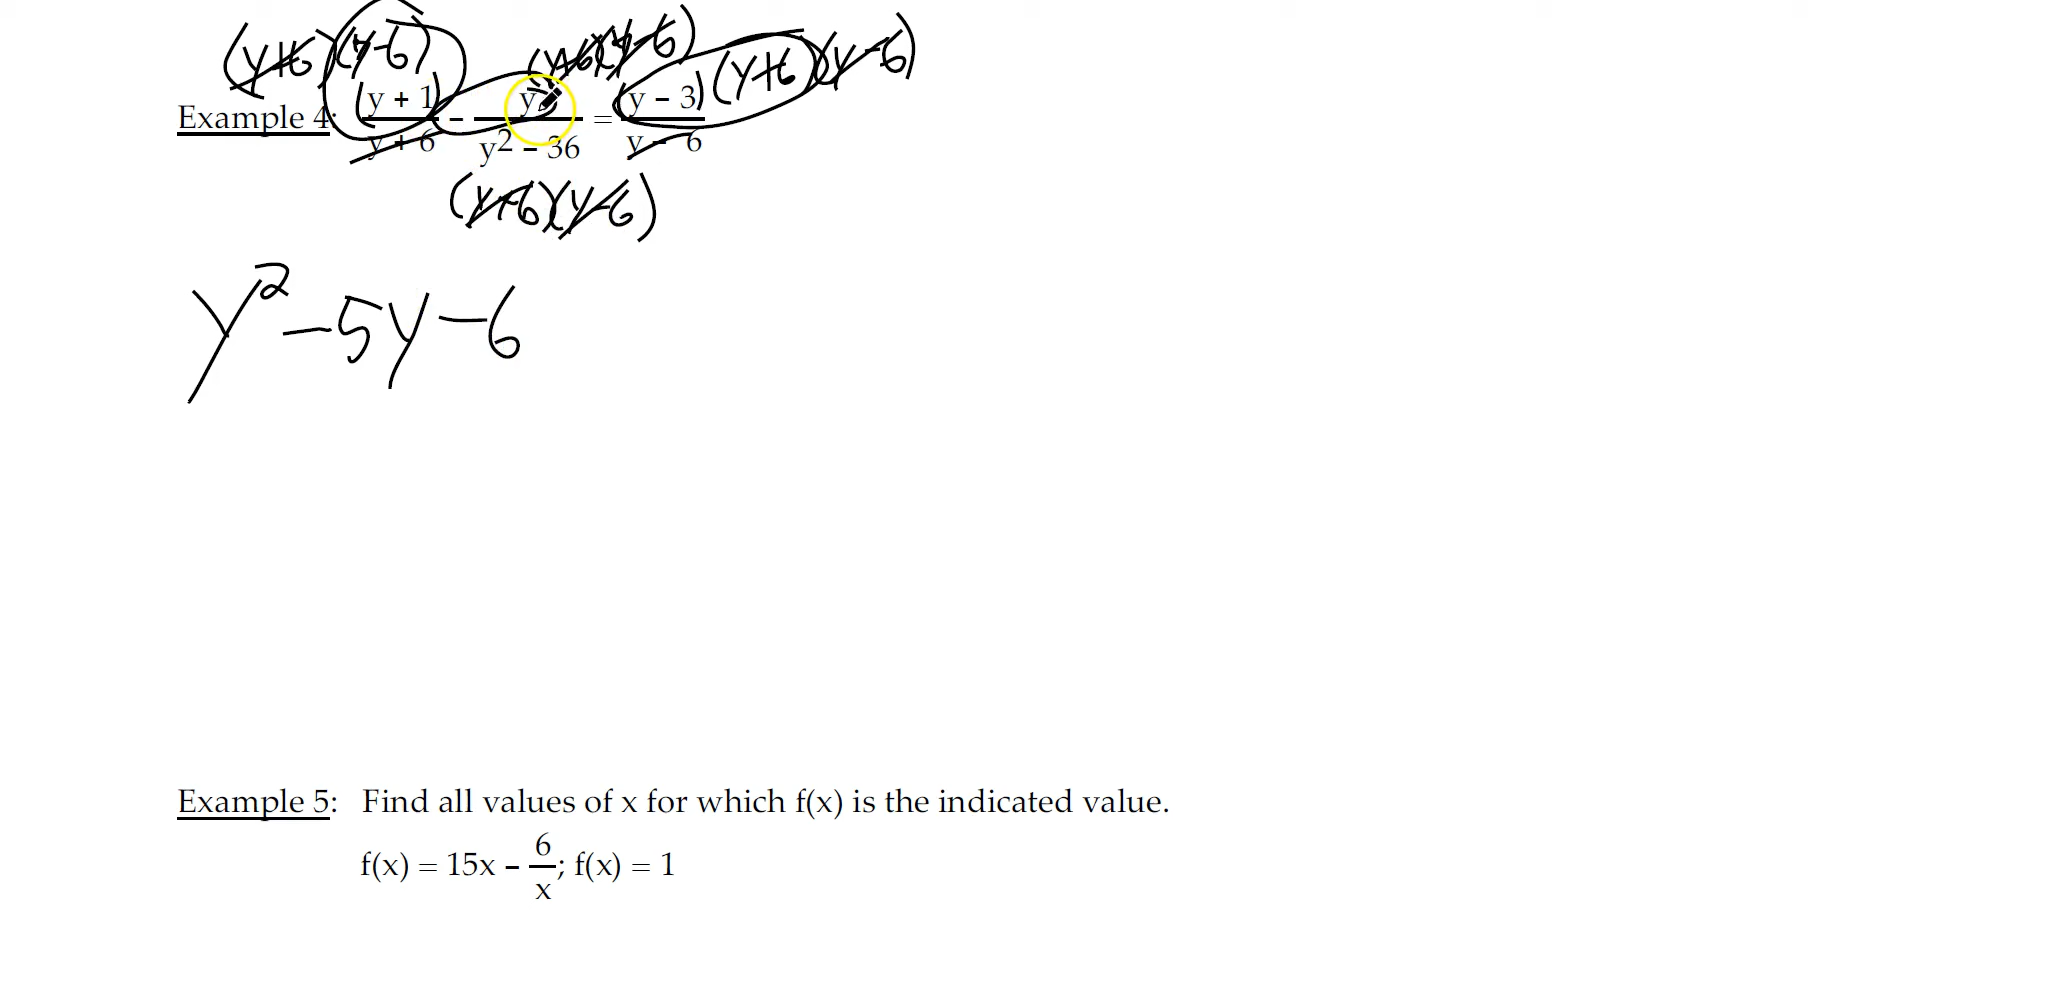 (y+6)(y-6) (y+6)(y-6) (y+6)(y-6)
Example 4: (y + 1)/(y + 6) - y/(y² - 36) = (y - 3)/(y - 6)
(y+6)(y-6)
y²-5y-6
Example 5: Find all values of x for which f(x) is the indicated value.
f(x) = 15x - 6/x; f(x) = 1